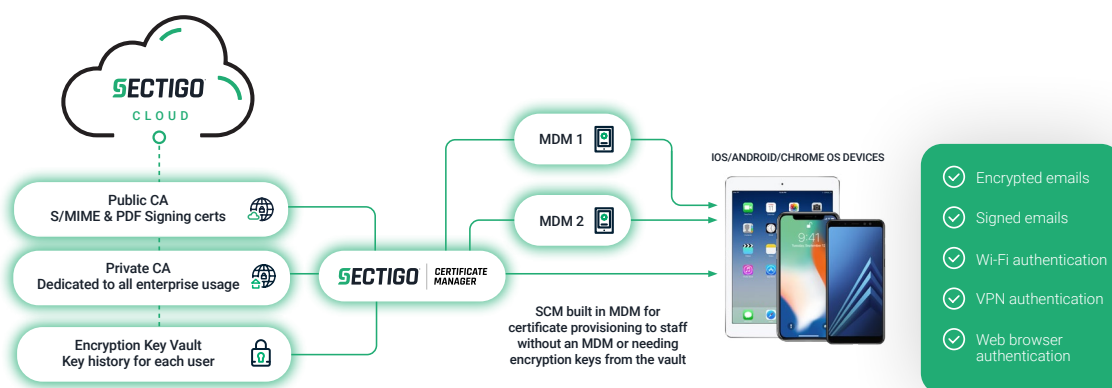 SECTIGO
CLOUD
Public CA
S/MIME & PDF Signing certs
Private CA
Dedicated to all enterprise usage
Encryption Key Vault
Key history for each user
SECTIGO
CERTIFICATE
MANAGER
MDM 1
MDM 2
SCM built in MDM for
certificate provisioning to staff
without an MDM or needing
encryption keys from the vault
IOS/ANDROID/CHROME OS DEVICES
9:41
Encrypted emails
Signed emails
Wi-Fi authentication
VPN authentication
Web browser
authentication